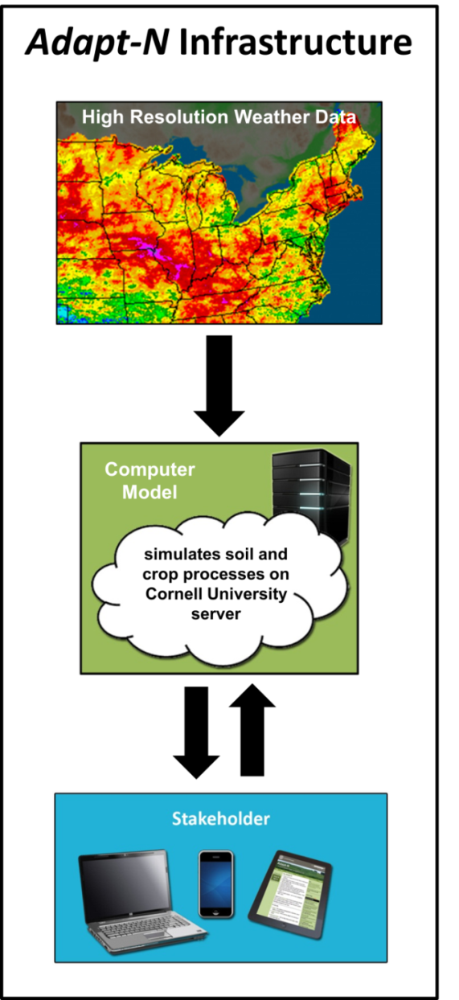 Adapt-N Infrastructure
High Resolution Weather Data
Computer
Model
simulates soil and
crop processes on
Cornell University
server
Stakeholder